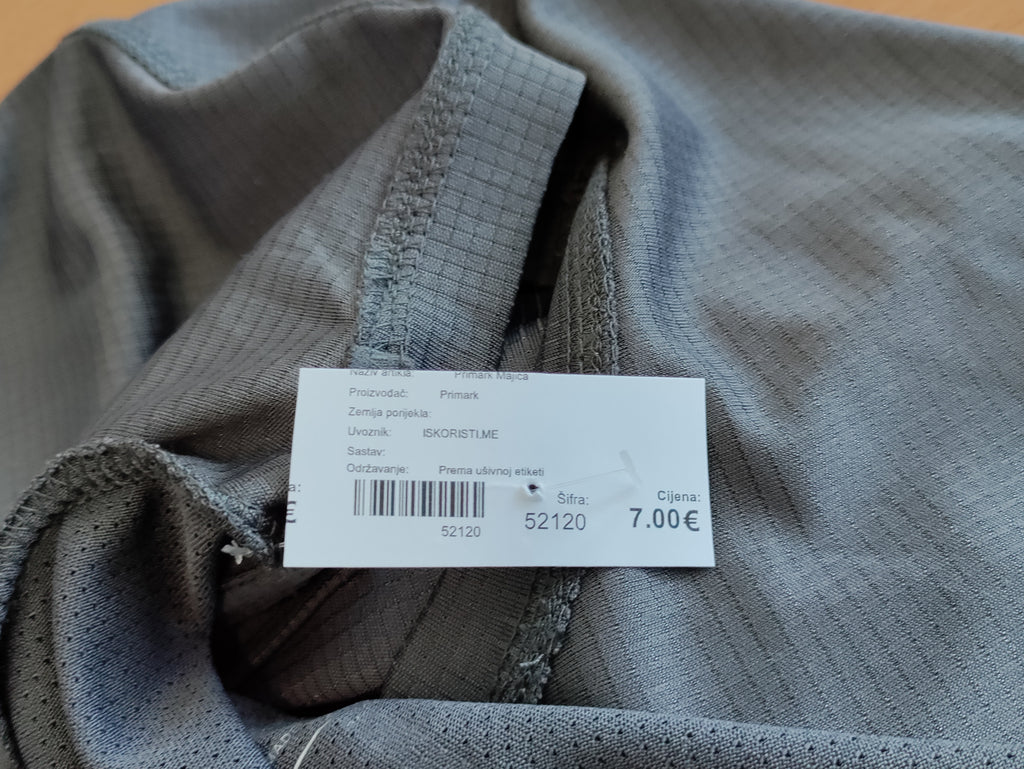 Naziv artikla: Primark Majica
Proizvođač: Primark
Zemlja porijekla:
Uvoznik: ISKORISTI.ME
Sastav:
Održavanje: Prema ušivnoj etiketi
a: Šifra: Cijena:
€ 52120 7.00€
52120